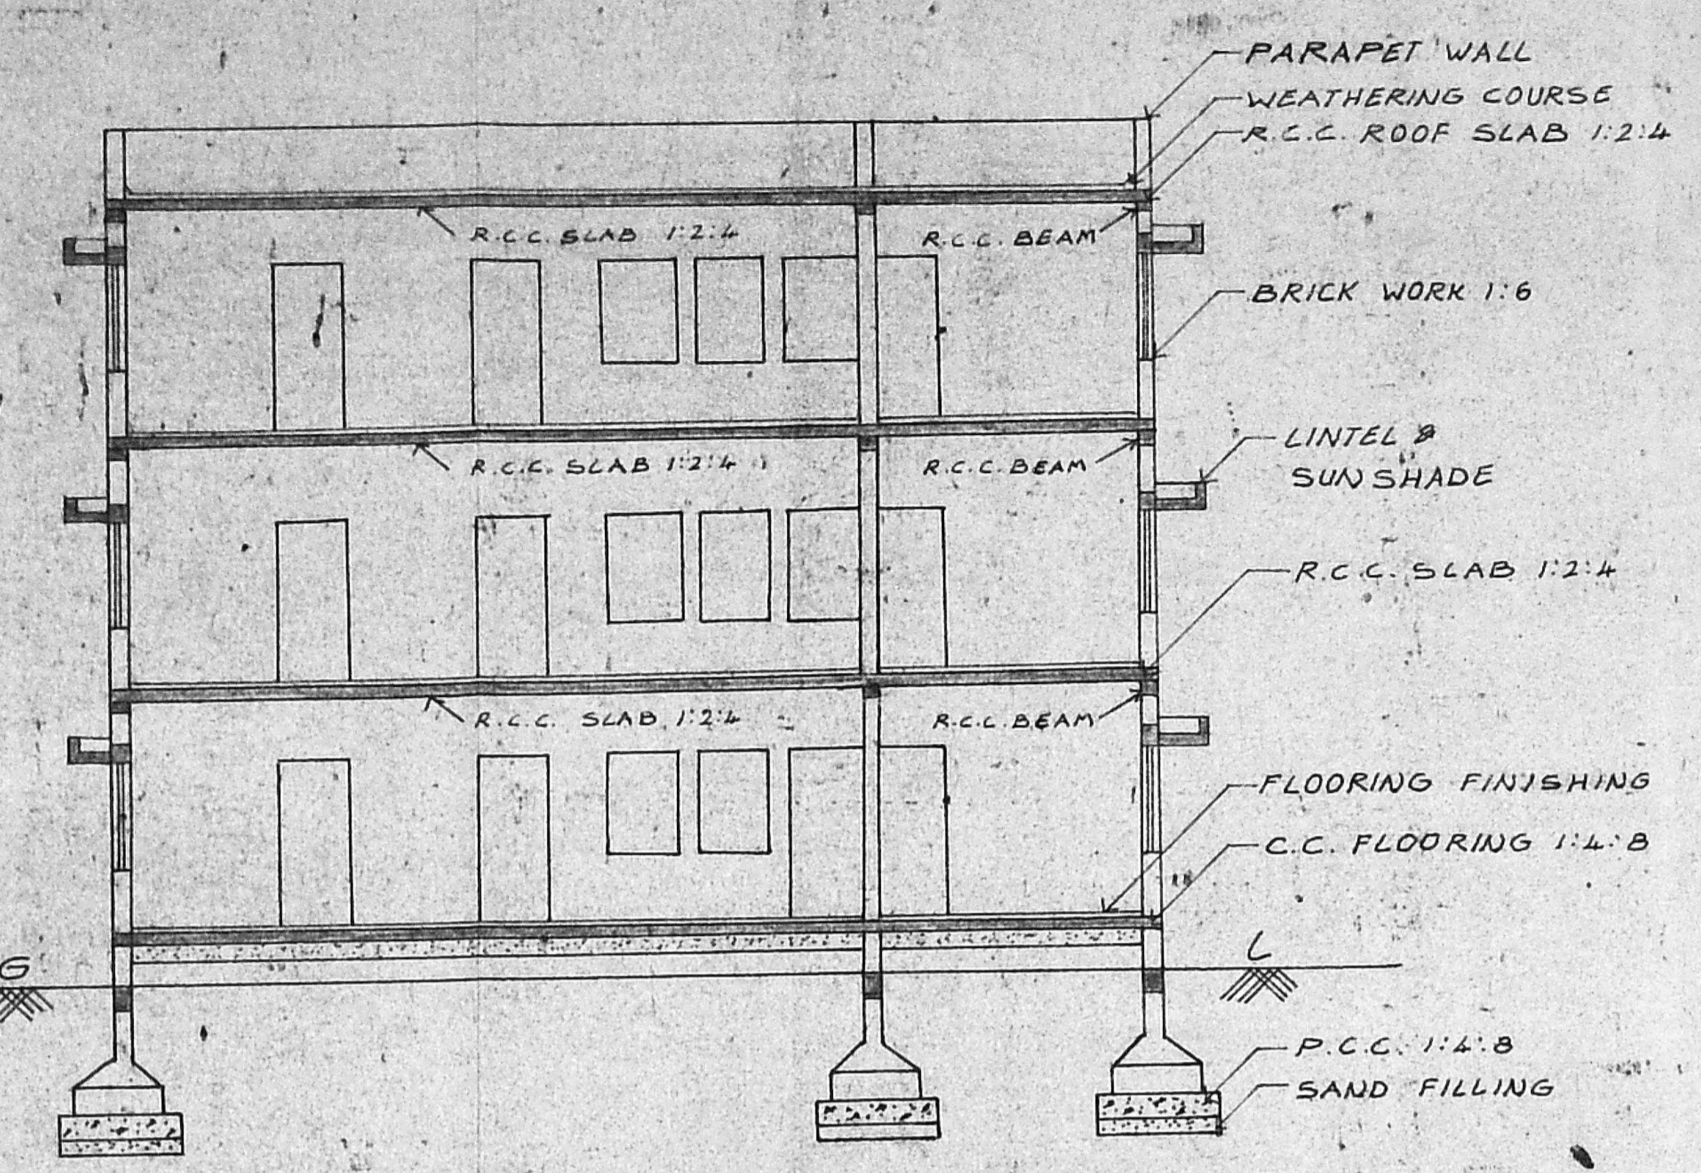 PARAPET WALL
WEATHERING COURSE
R.C.C. ROOF SLAB 1:2:4
R.C.C. SLAB 1:2:4
R.C.C. BEAM
BRICK WORK 1:6
LINTEL &
SUNSHADE
R.C.C. SLAB 1:2:4
R.C.C. BEAM
R.C.C. SLAB 1:2:4
R.C.C. SLAB 1:2:4
R.C.C. BEAM
FLOORING FINISHING
C.C. FLOORING 1:4:8
G
L
P.C.C. 1:4:8
SAND FILLING